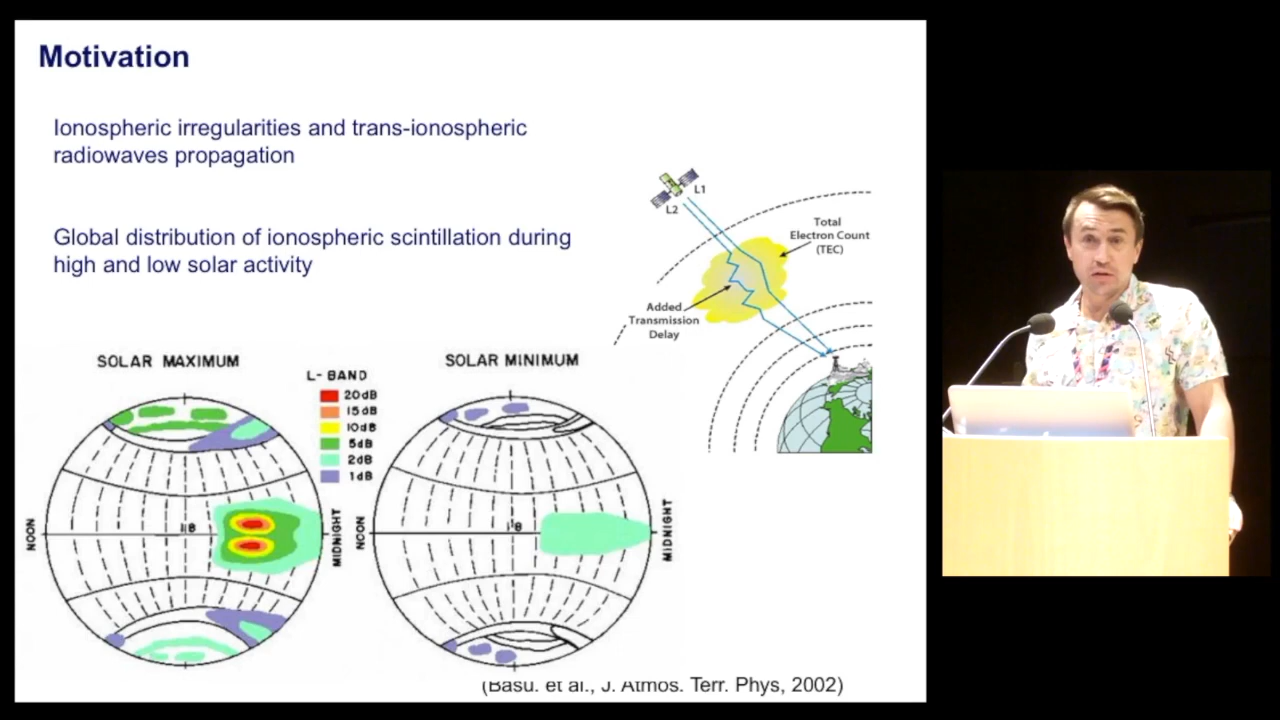 Motivation
Ionospheric irregularities and trans-ionospheric
radiowaves propagation
Global distribution of ionospheric scintillation during
high and low solar activity
L1
L2
Total
Electron Count
(TEC)
Added
Transmission
Delay
SOLAR MAXIMUM
L-BAND
20dB
15dB
10dB
5dB
2dB
1dB
SOLAR MINIMUM
NOON
18
MIDNIGHT
NOON
18
MIDNIGHT
(Basu. et al., J. Atmos. Terr. Phys, 2002)